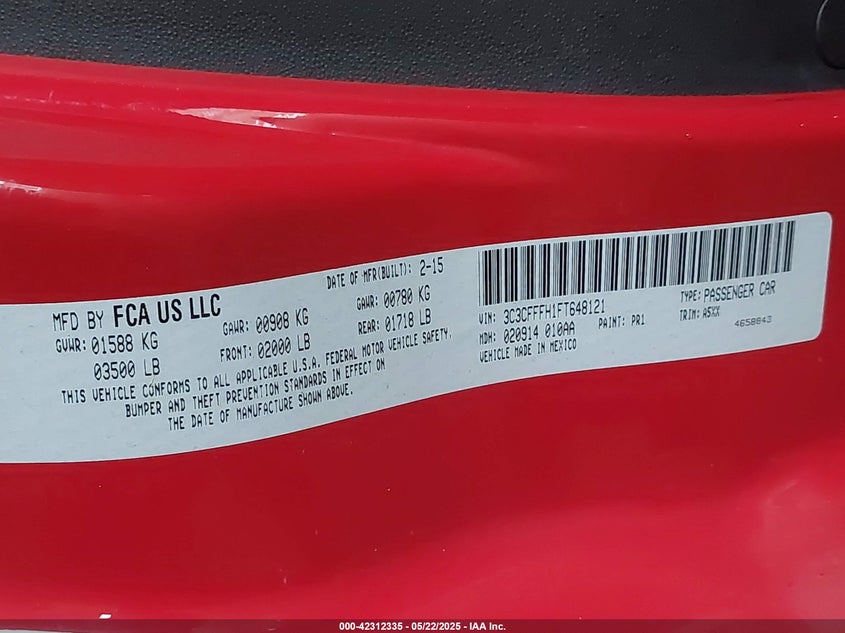 MFD BY FCA US LLC
DATE OF MFR(BUILT): 2-15
GVWR: 01588 KG
GAWR: 00908 KG
GAWR: 00780 KG
03500 LB
FRONT: 02000 LB
REAR: 01718 LB
THIS VEHICLE CONFORMS TO ALL APPLICABLE U.S.A. FEDERAL MOTOR VEHICLE SAFETY,
BUMPER AND THEFT PREVENTION STANDARDS IN EFFECT ON
THE DATE OF MANUFACTURE SHOWN ABOVE.
VIN: 3C3CFFFH1FT648121
TYPE: PASSENGER CAR
MDH: 020914 010AA
PAINT: PR1
TRIM: A5XX
VEHICLE MADE IN MEXICO
4658843
000-42312335 - 05/22/2025 - IAA Inc.